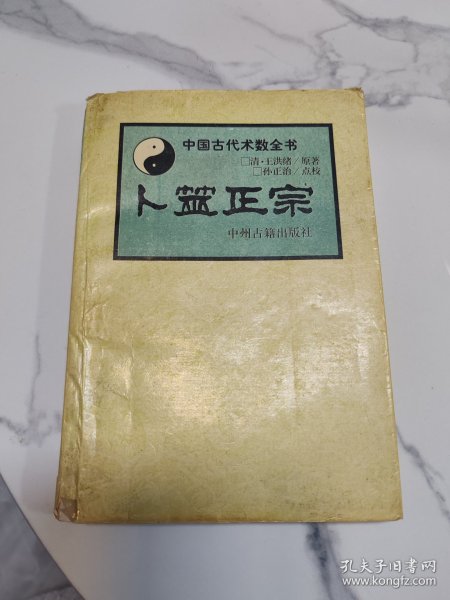 中国古代术数全书
□清·王洪绪/原著
□孙正治/点校
卜筮正宗
中州古籍出版社
孔夫子旧书网
www.kongfz.com